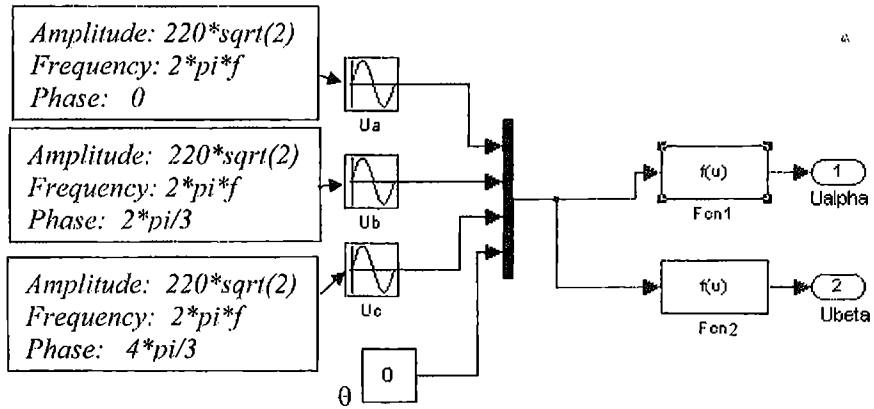 Amplitude: 220*sqrt(2)
Frequency: 2*pi*f
Phase: 0
Ua
Amplitude: 220*sqrt(2)
Frequency: 2*pi*f
Phase: 2*pi/3
Ub
Amplitude: 220*sqrt(2)
Frequency: 2*pi*f
Phase: 4*pi/3
Uc
θ
0
f(u)
Fcn1
1
Ualpha
f(u)
Fcn2
2
Ubeta